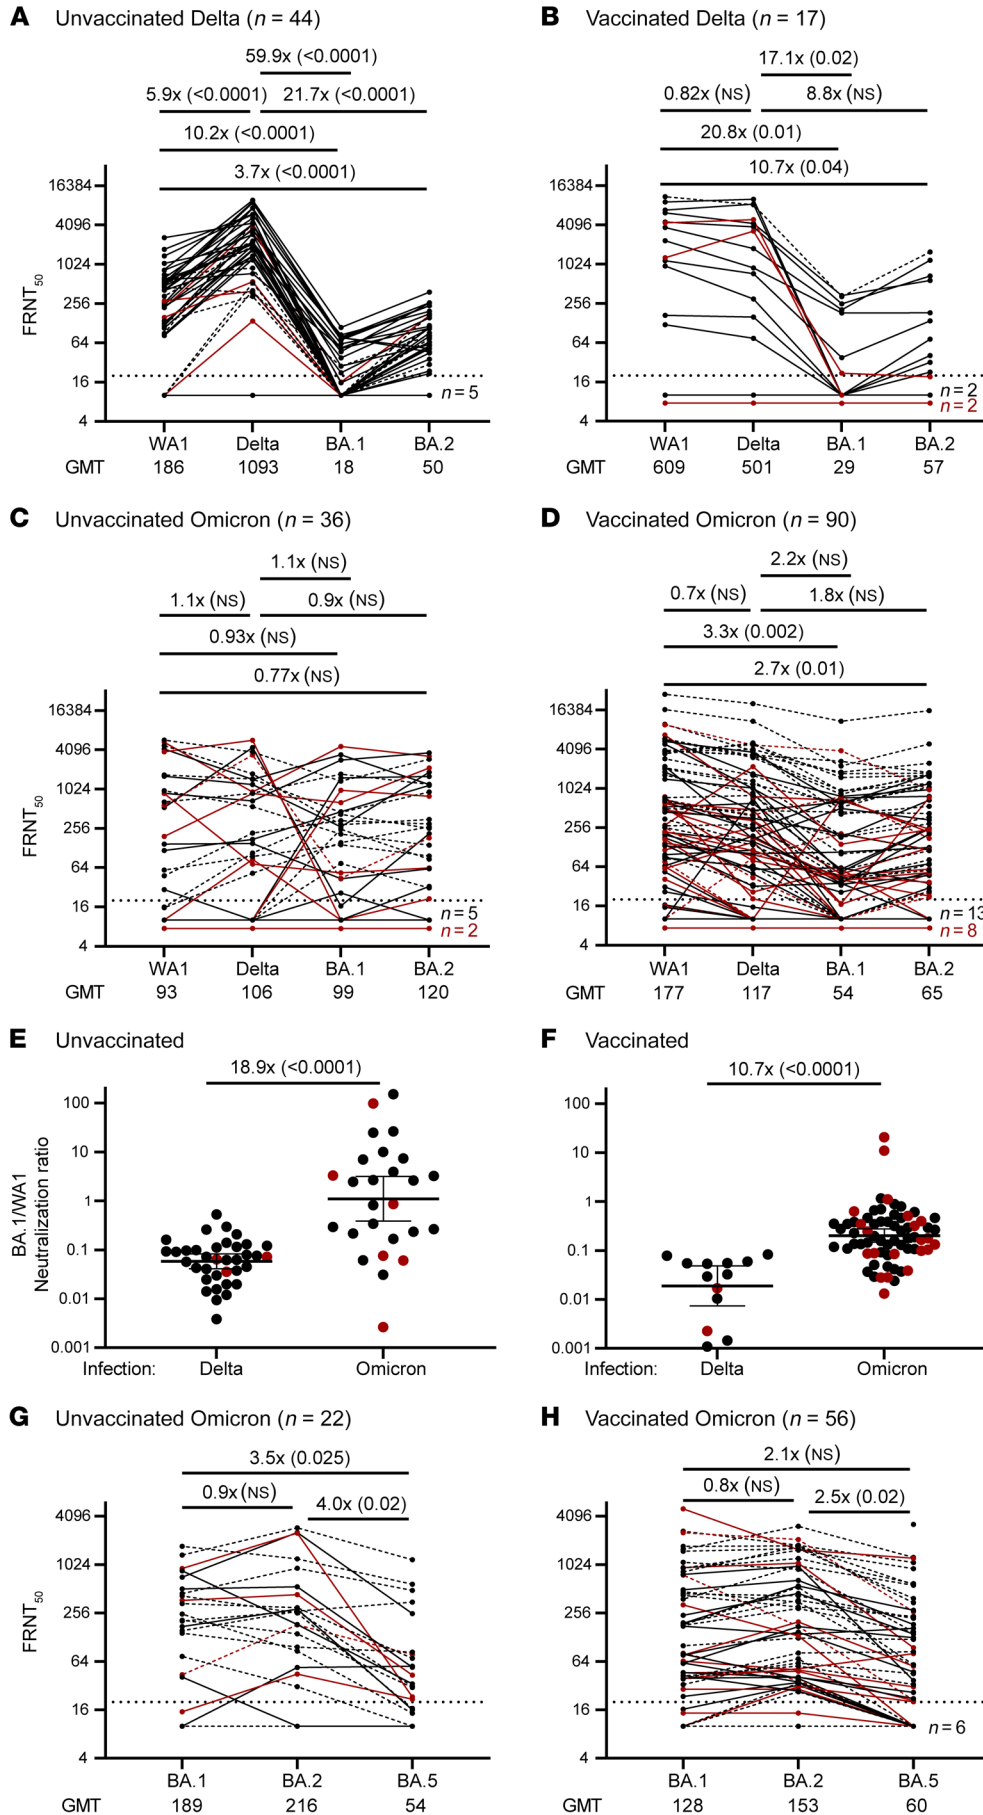 A Unvaccinated Delta (n = 44)
59.9x (<0.0001)
5.9x (<0.0001) 21.7x (<0.0001)
10.2x (<0.0001)
3.7x (<0.0001)
16384
4096
1024
256
64
16
4
FRNT50
n = 5
WA1 Delta BA.1 BA.2
GMT 186 1093 18 50
B Vaccinated Delta (n = 17)
17.1x (0.02)
0.82x (NS) 8.8x (NS)
20.8x (0.01)
10.7x (0.04)
16384
4096
1024
256
64
16
4
n = 2
n = 2
WA1 Delta BA.1 BA.2
GMT 609 501 29 57
C Unvaccinated Omicron (n = 36)
1.1x (NS)
1.1x (NS) 0.9x (NS)
0.93x (NS)
0.77x (NS)
16384
4096
1024
256
64
16
4
FRNT50
n = 5
n = 2
WA1 Delta BA.1 BA.2
GMT 93 106 99 120
D Vaccinated Omicron (n = 90)
2.2x (NS)
0.7x (NS) 1.8x (NS)
3.3x (0.002)
2.7x (0.01)
16384
4096
1024
256
64
16
4
n = 13
n = 8
WA1 Delta BA.1 BA.2
GMT 177 117 54 65
E Unvaccinated
18.9x (<0.0001)
100
10
1
0.1
0.01
0.001
BA.1/WA1
Neutralization ratio
Infection: Delta Omicron
F Vaccinated
10.7x (<0.0001)
100
10
1
0.1
0.01
0.001
Infection: Delta Omicron
G Unvaccinated Omicron (n = 22)
3.5x (0.025)
0.9x (NS) 4.0x (0.02)
4096
1024
256
64
16
4
FRNT50
BA.1 BA.2 BA.5
GMT 189 216 54
H Vaccinated Omicron (n = 56)
2.1x (NS)
0.8x (NS) 2.5x (0.02)
4096
1024
256
64
16
4
n = 6
BA.1 BA.2 BA.5
GMT 128 153 60